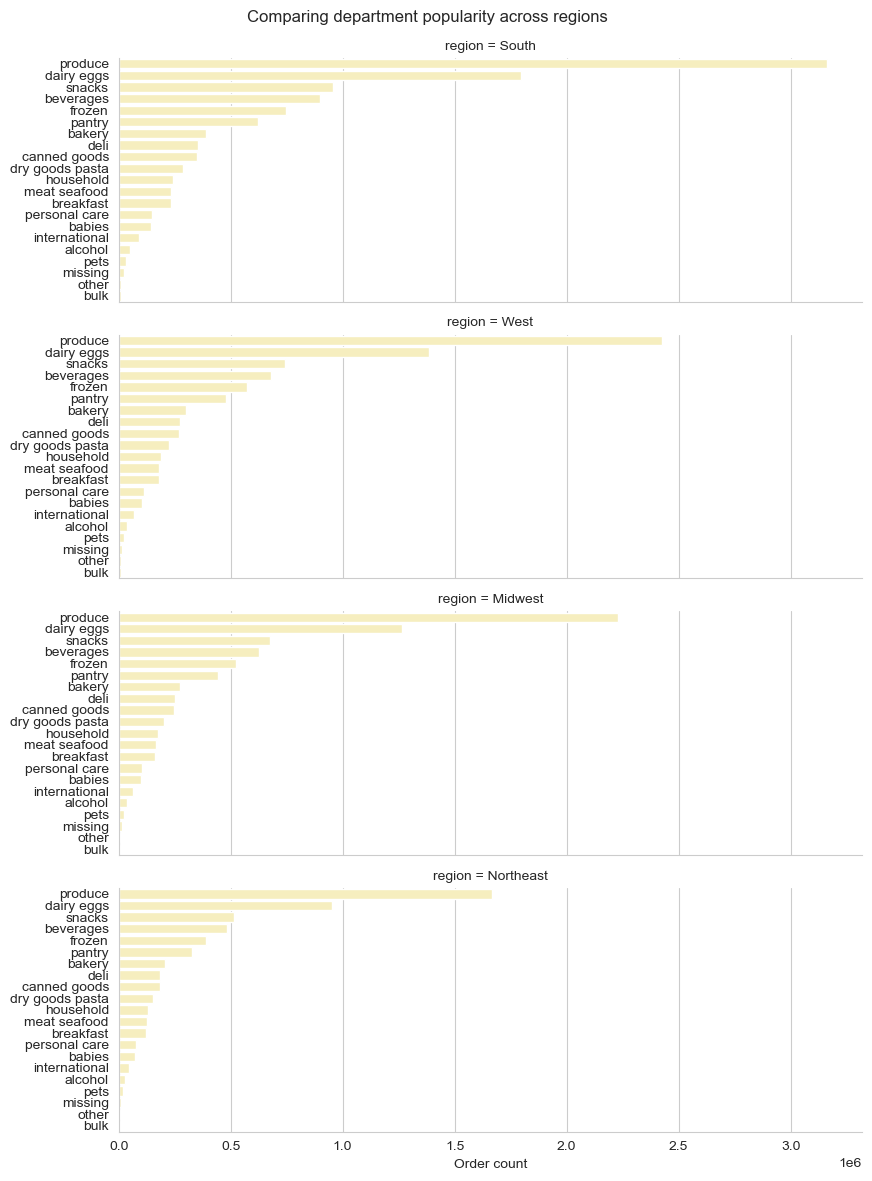 Comparing department popularity across regions
region = South
produce
dairy eggs
snacks
beverages
frozen
pantry
bakery
deli
canned goods
dry goods pasta
household
meat seafood
breakfast
personal care
babies
international
alcohol
pets
missing
other
bulk
region = West
produce
dairy eggs
snacks
beverages
frozen
pantry
bakery
deli
canned goods
dry goods pasta
household
meat seafood
breakfast
personal care
babies
international
alcohol
pets
missing
other
bulk
region = Midwest
produce
dairy eggs
snacks
beverages
frozen
pantry
bakery
deli
canned goods
dry goods pasta
household
meat seafood
breakfast
personal care
babies
international
alcohol
pets
missing
other
bulk
region = Northeast
produce
dairy eggs
snacks
beverages
frozen
pantry
bakery
deli
canned goods
dry goods pasta
household
meat seafood
breakfast
personal care
babies
international
alcohol
pets
missing
other
bulk
0.0 0.5 1.0 1.5 2.0 2.5 3.0
Order count 1e6